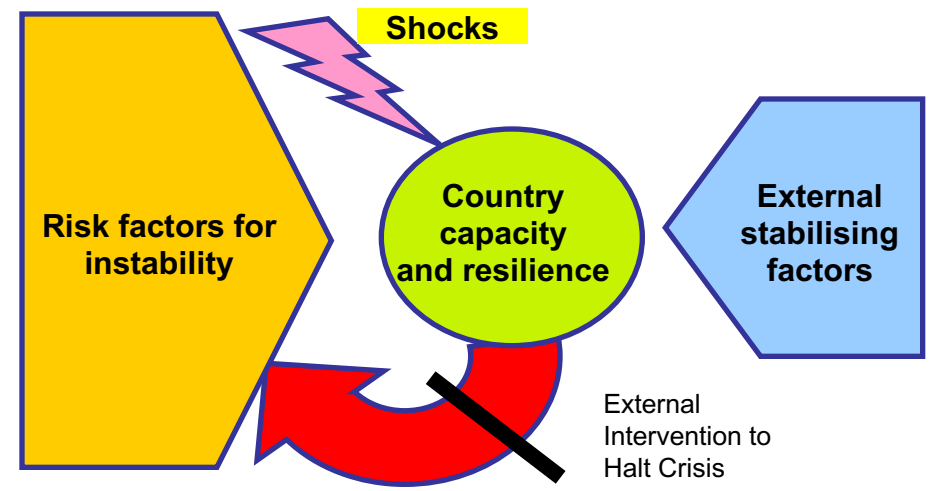 Shocks
Risk factors for
instability
Country
capacity
and resilience
External
stabilising
factors
External
Intervention to
Halt Crisis